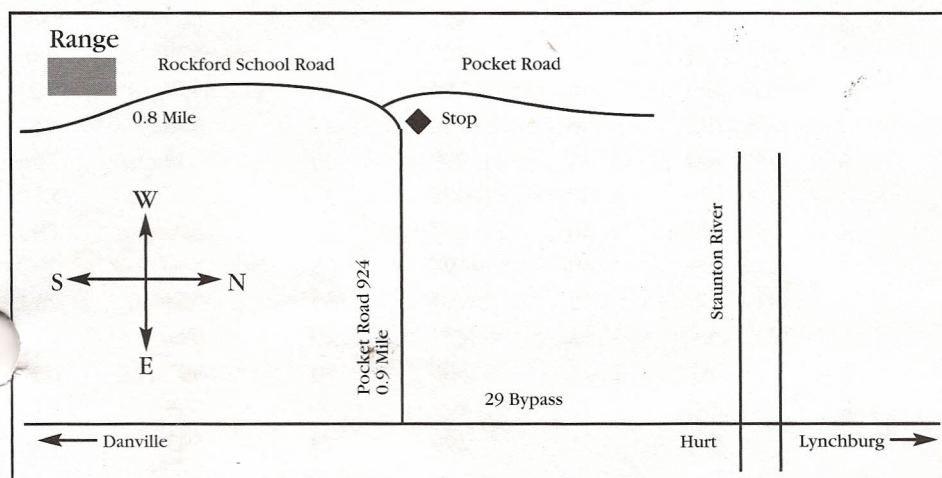 Range
Rockford School Road
Pocket Road
0.8 Mile
Stop
W
S
N
E
Pocket Road 924
0.9 Mile
Staunton River
29 Bypass
Danville
Hurt
Lynchburg